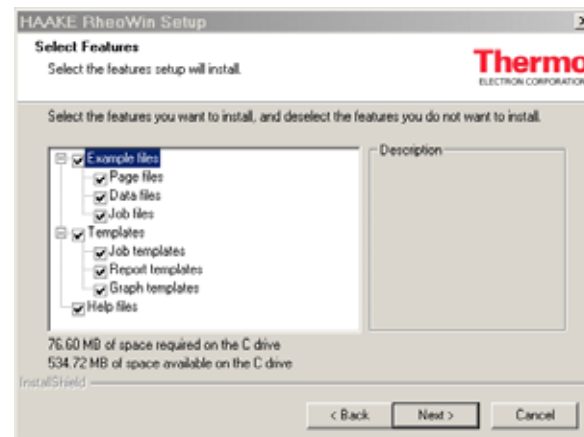 HAAKE RheoWin Setup
Select Features
Select the features setup will install.
Thermo
ELECTRON CORPORATION
Select the features you want to install, and deselect the features you do not want to install.
Description
Example files
Page files
Data files
Job files
Templates
Job templates
Report templates
Graph templates
Help files
76.60 MB of space required on the C drive
534.72 MB of space available on the C drive
InstallShield
< Back
Next >
Cancel